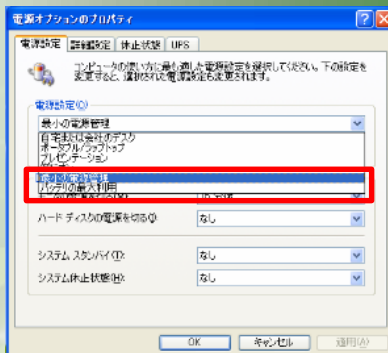 電源オプションのプロパティ
電源設定 詳細設定 休止状態 UPS
コンピュータの使い方に最も適した電源設定を選択してください。下の設定を
変更すると、選択された電源設定も変更されます。
電源設定(C)
最小の電源管理
自宅または会社のデスク
ポータブル/ラップトップ
プレゼンテーション
最小の電源管理
バッテリの最大利用
ハード ディスクの電源を切る(I): なし
システム スタンバイ(T): なし
システム休止状態(H): なし
OK キャンセル 適用(A)